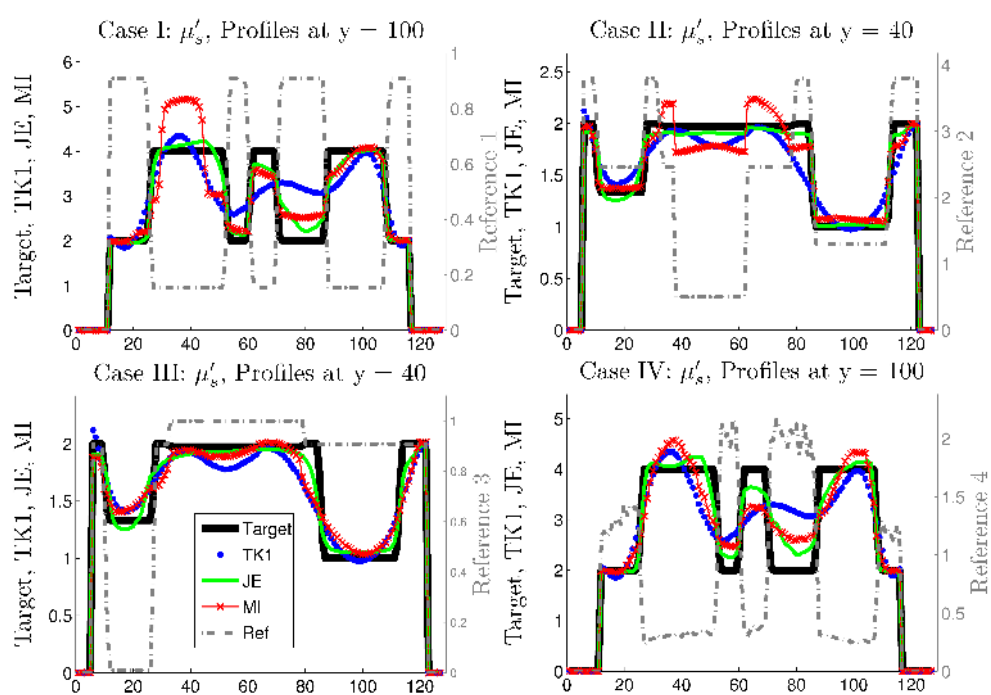 Case I: μ′s, Profiles at y = 100
Target, TK1, JE, MI
6
5
4
3
2
1
0
0 20 40 60 80 100 120
1
0.8
0.6
0.4
0.2
0
Reference 1
Case II: μ′s, Profiles at y = 40
Target, TK1, JE, MI
2.5
2
1.5
1
0.5
0
0 20 40 60 80 100 120
4
3
2
1
0
Reference 2
Case III: μ′s, Profiles at y = 40
Target, TK1, JE, MI
2
1.5
1
0.5
0
0 20 40 60 80 100 120
1
0.8
0.6
0.4
0.2
0
Reference 3
Target
TK1
JE
MI
Ref
Case IV: μ′s, Profiles at y = 100
Target, TK1, JE, MI
5
4
3
2
1
0
0 20 40 60 80 100 120
2
1.5
1
0.5
0
Reference 4